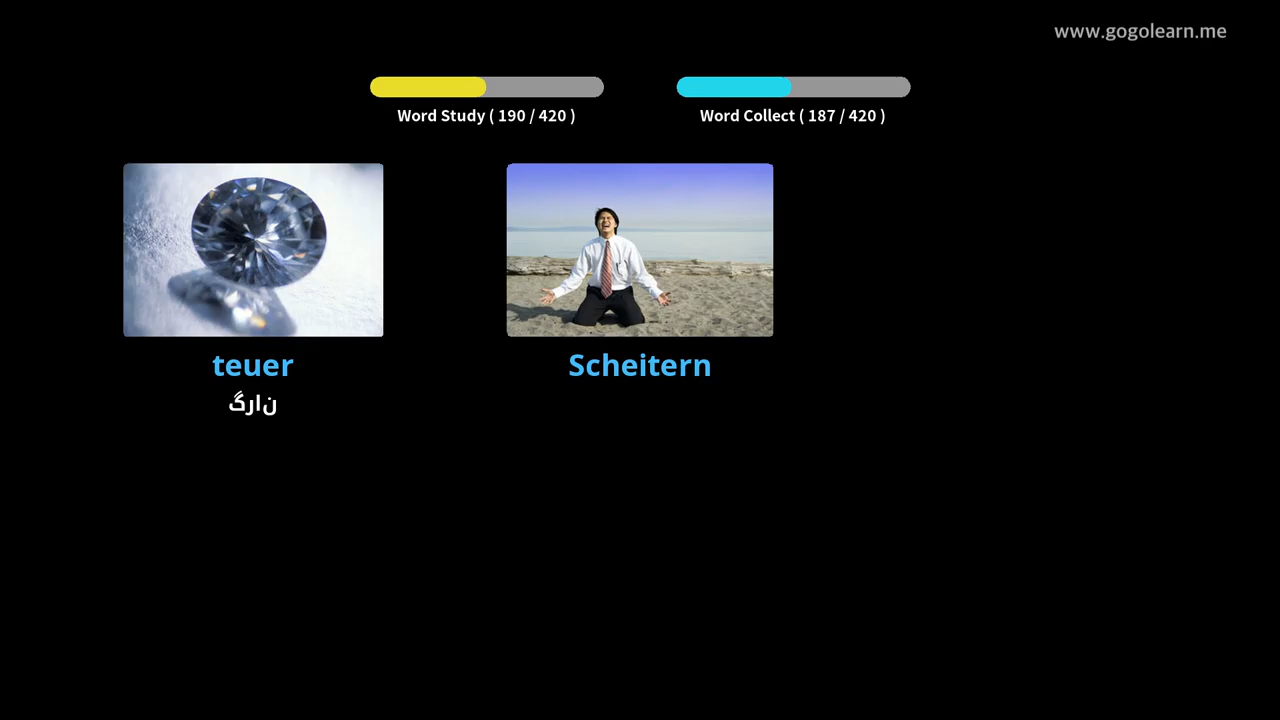 www.gogolearn.me
Word Study ( 190 / 420 )
Word Collect ( 187 / 420 )
teuer
گران
Scheitern